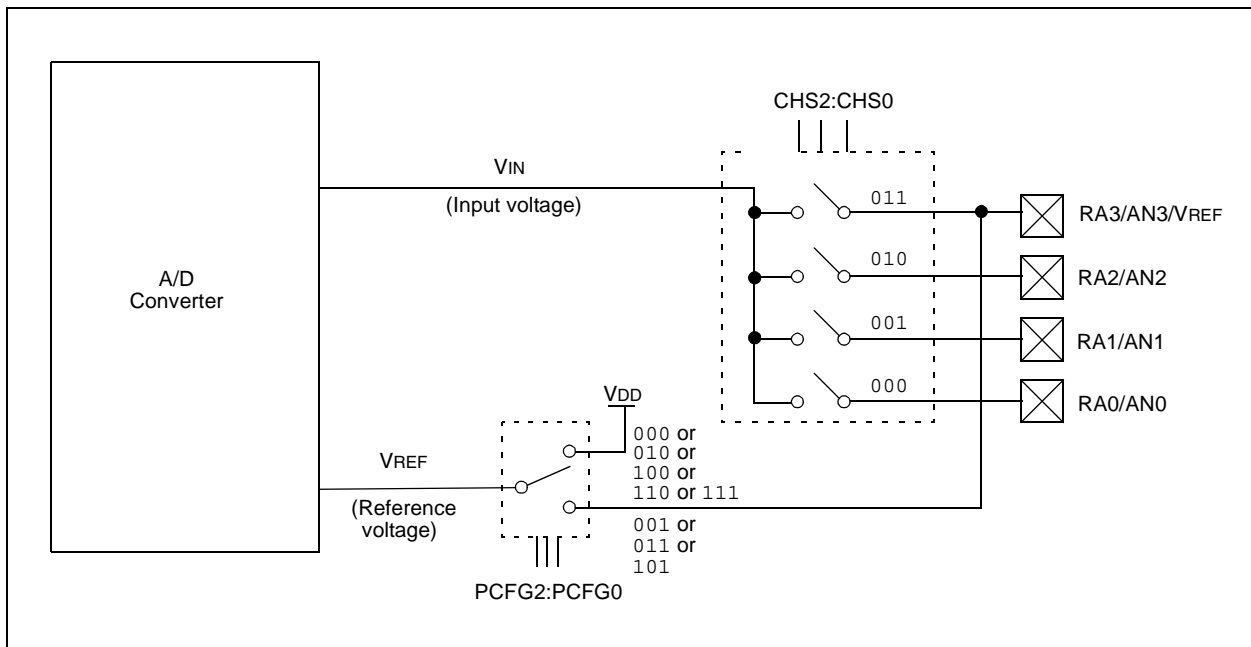 CHS2:CHS0
VIN
(Input voltage)
011
RA3/AN3/VREF
010
RA2/AN2
A/D
Converter
001
RA1/AN1
000
RA0/AN0
VDD
000 or
010 or
100 or
110 or 111
VREF
(Reference
voltage)
001 or
011 or
101
PCFG2:PCFG0